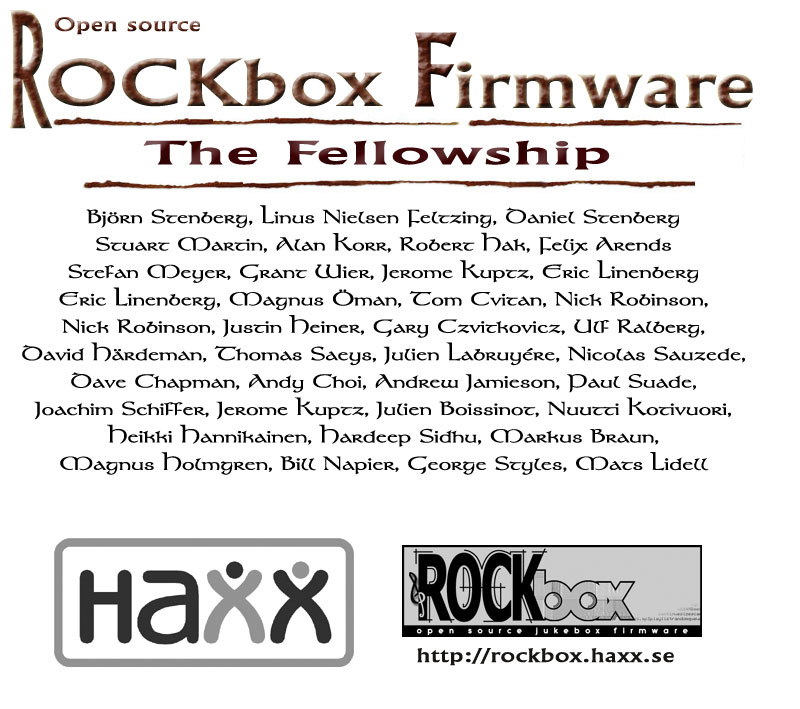 Open source
ROCKbox Firmware
The Fellowship
Björn Stenberg, Linus Nielsen Feltzing, Daniel Stenberg
Stuart Martin, Alan Korr, Robert Hak, Felix Arends
Stefan Meyer, Grant Wier, Jerome Kuptz, Eric Linenberg
Eric Linenberg, Magnus Öman, Tom Cvitan, Nick Robinson,
Nick Robinson, Justin Heiner, Gary Czvitkovicz, Ulf Ralberg,
David Härdeman, Thomas Saeys, Julien Labruyére, Nicolas Sauzede,
Dave Chapman, Andy Choi, Andrew Jamieson, Paul Suade,
Joachim Schiffer, Jerome Kuptz, Julien Boissinot, Nuutti Kotivuori,
Heikki Hannikainen, Hardeep Sidhu, Markus Braun,
Magnus Holmgren, Bill Napier, George Styles, Mats Lidell
Haxx
ROCKbox
open source jukebox firmware
http://rockbox.haxx.se